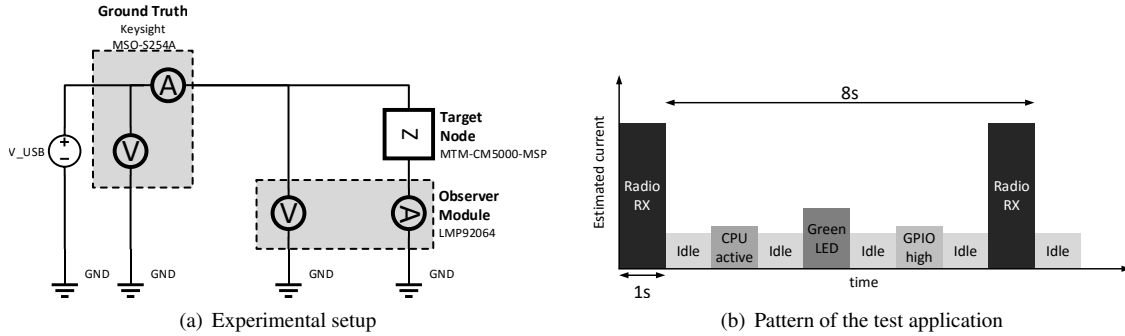 Ground Truth
Keysight
MSO-S254A
A
V_USB
V
Z
Target
Node
MTM-CM5000-MSP
V
A
Observer
Module
LMP92064
GND
GND
GND
GND
(a) Experimental setup
Estimated current
8s
Radio
RX
Idle
CPU
active
Idle
Green
LED
Idle
GPIO
high
Idle
Radio
RX
Idle
time
1s
(b) Pattern of the test application